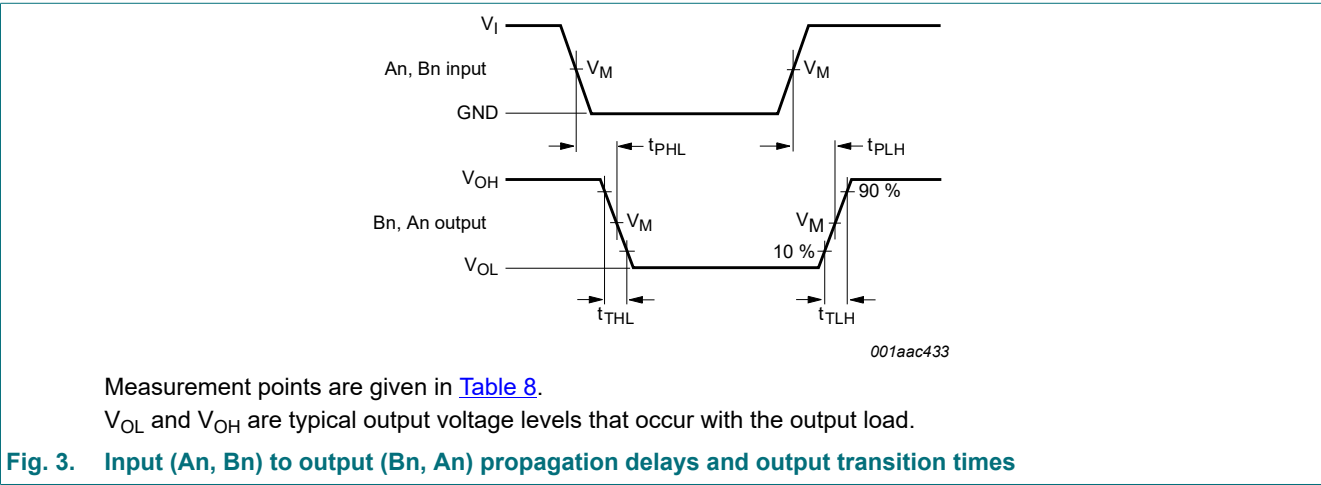 VI
An, Bn input
VM
VM
GND
tPHL
tPLH
VOH
90 %
Bn, An output
VM
VM
10 %
VOL
tTHL
tTLH
001aac433
Measurement points are given in Table 8.
VOL and VOH are typical output voltage levels that occur with the output load.
Fig. 3. Input (An, Bn) to output (Bn, An) propagation delays and output transition times